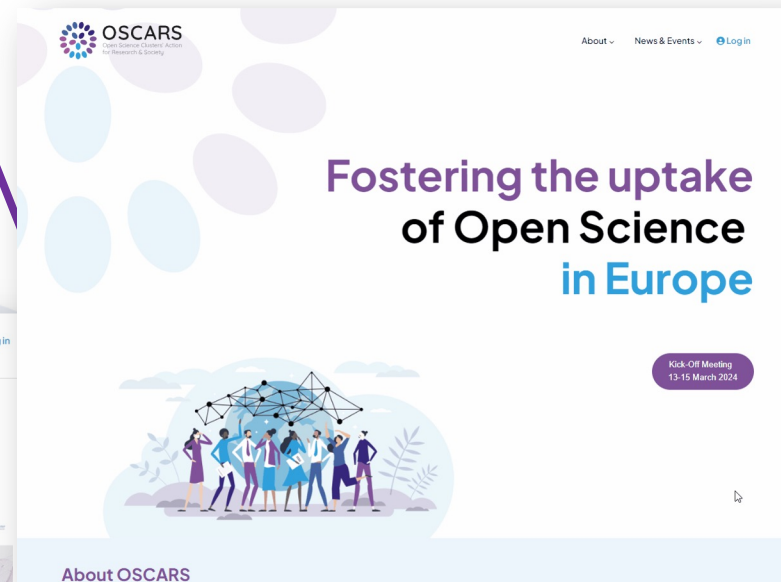 OSCARS
Open Science Clusters' Action
for Research & Society
About
News & Events
Log in
Fostering the uptake
of Open Science
in Europe
in
Kick-Off Meeting
13-15 March 2024
About OSCARS